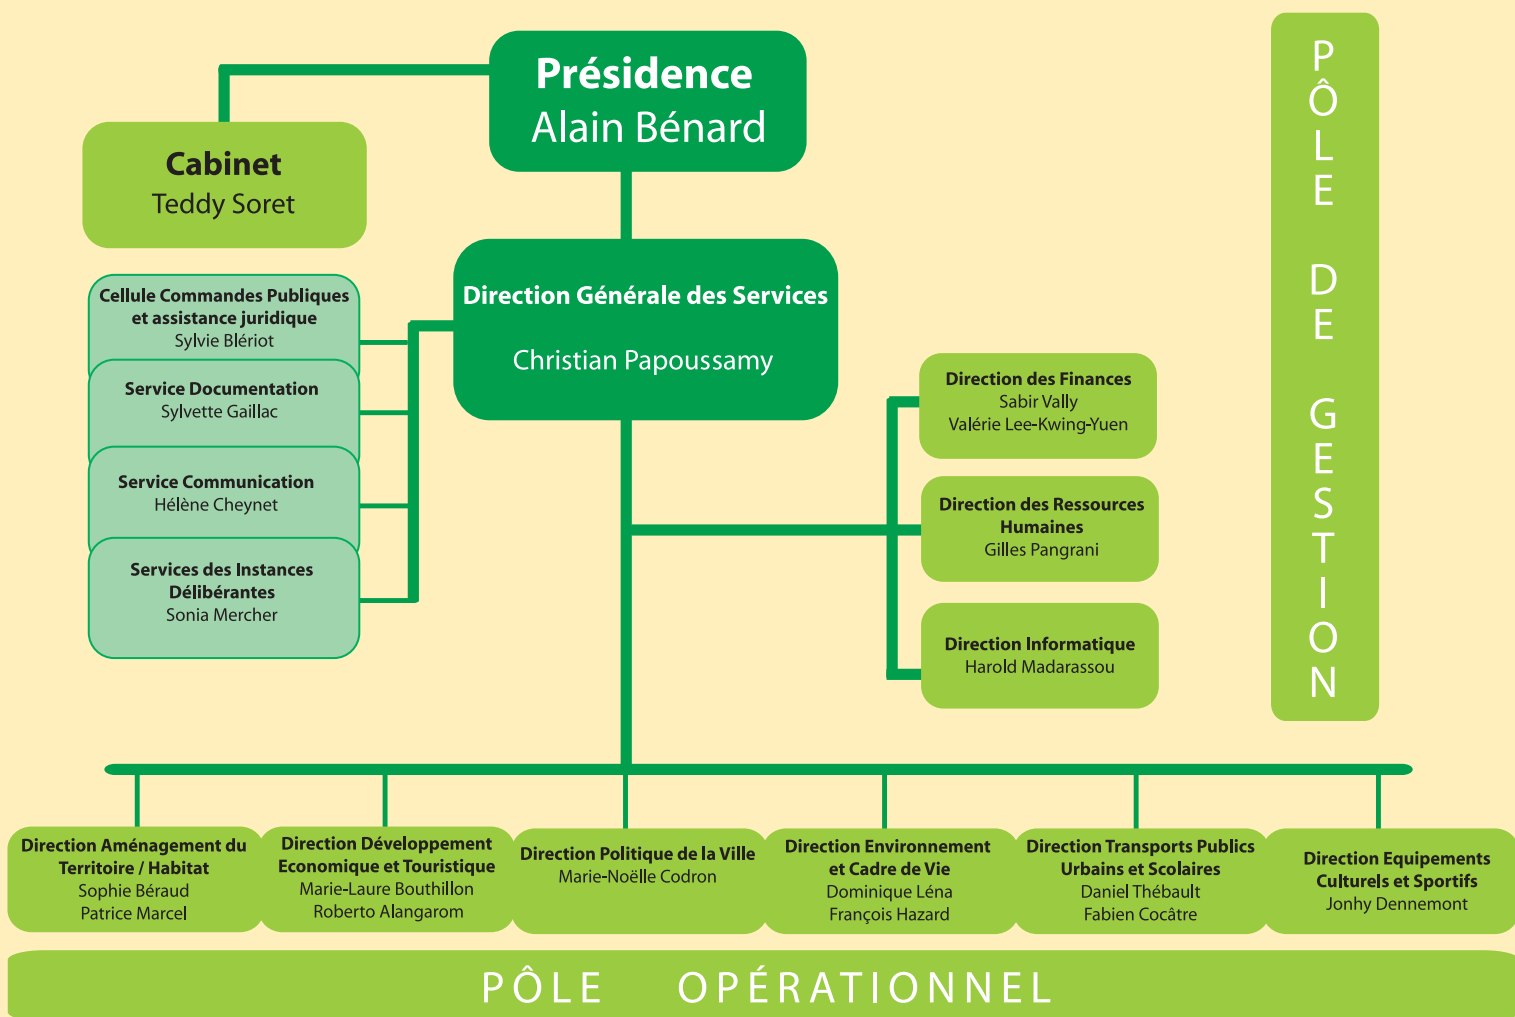 Présidence
Alain Bénard
Cabinet
Teddy Soret
Direction Générale des Services
Christian Papoussamy
Cellule Commandes Publiques
et assistance juridique
Sylvie Blériot
Service Documentation
Sylvette Gaillac
Service Communication
Hélène Cheynet
Services des Instances
Délibérantes
Sonia Mercher
Direction des Finances
Sabir Vally
Valérie Lee-Kwing-Yuen
Direction des Ressources
Humaines
Gilles Pangrani
Direction Informatique
Harold Madarassou
PÔLE DE GESTION
Direction Aménagement du
Territoire / Habitat
Sophie Béraud
Patrice Marcel
Direction Développement
Economique et Touristique
Marie-Laure Bouthillon
Roberto Alangarom
Direction Politique de la Ville
Marie-Noëlle Codron
Direction Environnement
et Cadre de Vie
Dominique Léna
François Hazard
Direction Transports Publics
Urbains et Scolaires
Daniel Thébault
Fabien Cocâtre
Direction Equipements
Culturels et Sportifs
Jonhy Dennemont
PÔLE OPÉRATIONNEL